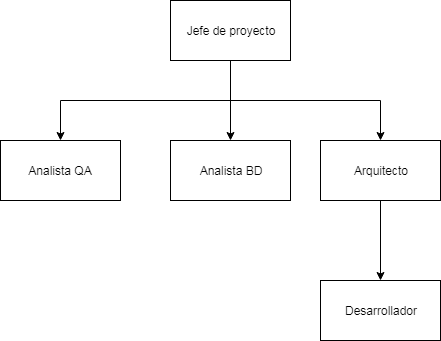 Jefe de proyecto
Analista QA
Analista BD
Arquitecto
Desarrollador